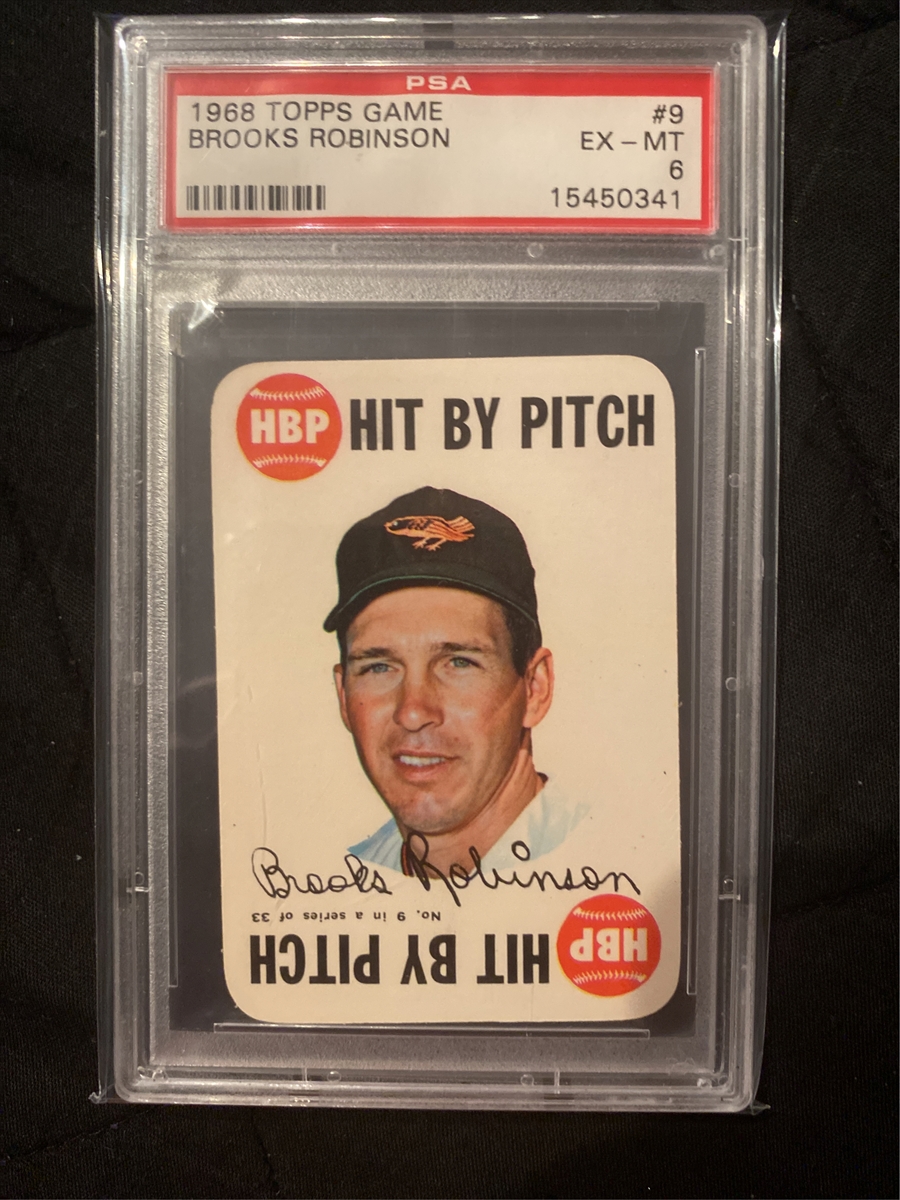 PSA
1968 TOPPS GAME #9
BROOKS ROBINSON EX - MT
6
15450341
HBP HIT BY PITCH
Brooks Robinson
No. 9 in a series of 33
HBP HIT BY PITCH